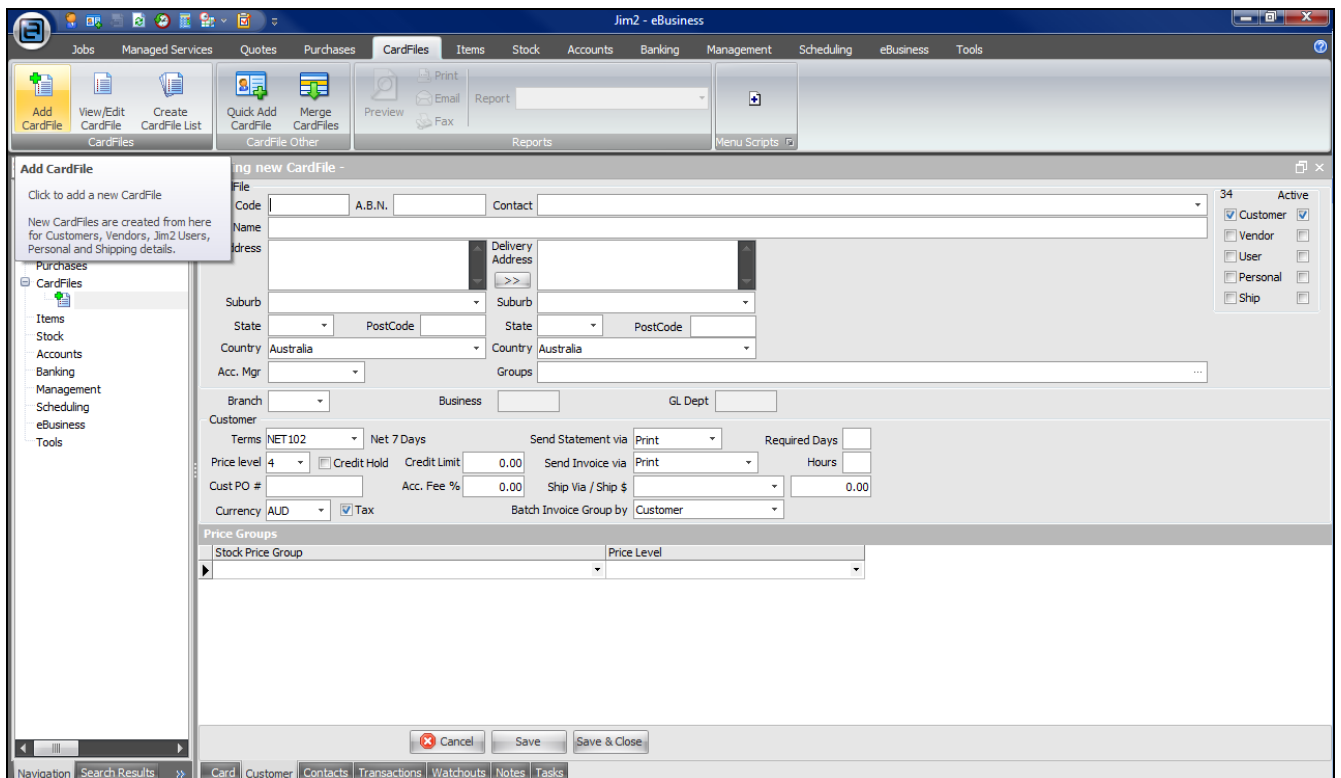 Jim2 - eBusiness
Jobs Managed Services Quotes Purchases CardFiles Items Stock Accounts Banking Management Scheduling eBusiness Tools
Add CardFile
View/Edit CardFile
Create CardFile List
CardFiles
Quick Add CardFile
Merge CardFiles
CardFile Other
Preview
Print
Email
Fax
Report
Reports
Menu Scripts
Add CardFile
Click to add a new CardFile
New CardFiles are created from here
for Customers, Vendors, Jim2 Users,
Personal and Shipping details.
Purchases
CardFiles
Items
Stock
Accounts
Banking
Management
Scheduling
eBusiness
Tools
Navigation Search Results »
ng new CardFile -
File
Code A.B.N. Contact
Name
ddress Delivery Address
>>
Suburb Suburb
State PostCode State PostCode
Country Australia Country Australia
Acc. Mgr Groups ...
34 Active
Customer
Vendor
User
Personal
Ship
Branch Business GL Dept
Customer
Terms NET102 Net 7 Days Send Statement via Print Required Days
Price level 4 Credit Hold Credit Limit 0.00 Send Invoice via Print Hours
Cust PO # Acc. Fee % 0.00 Ship Via / Ship $ 0.00
Currency AUD Tax Batch Invoice Group by Customer
Price Groups
Stock Price Group Price Level
Cancel Save Save & Close
Card Customer Contacts Transactions Watchouts Notes Tasks